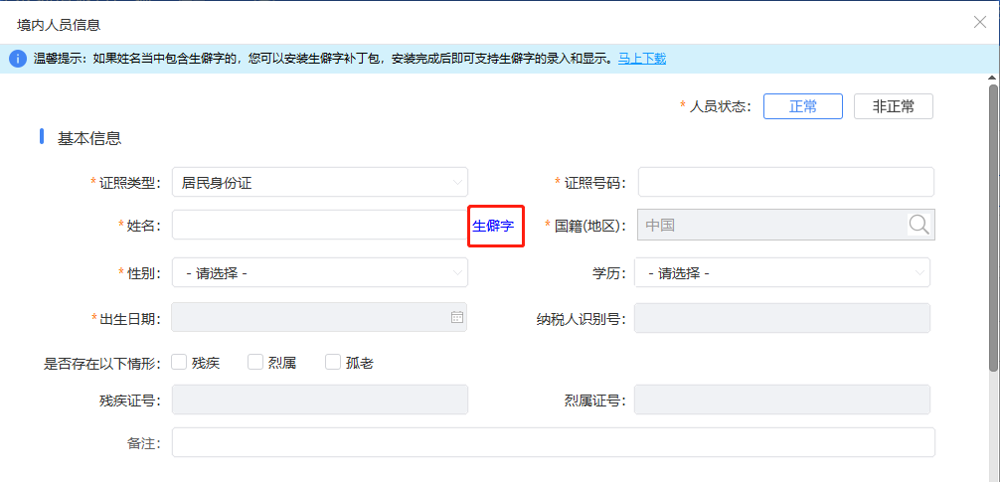 境内人员信息
温馨提示：如果姓名当中包含生僻字的，您可以安装生僻字补丁包，安装完成后即可支持生僻字的录入和显示。马上下载
* 人员状态： 正常 非正常
基本信息
* 证照类型： 居民身份证 * 证照号码：
* 姓名： 生僻字 * 国籍(地区)： 中国
* 性别： - 请选择 - 学历： - 请选择 -
* 出生日期： 纳税人识别号：
是否存在以下情形： 残疾 烈属 孤老
残疾证号： 烈属证号：
备注：